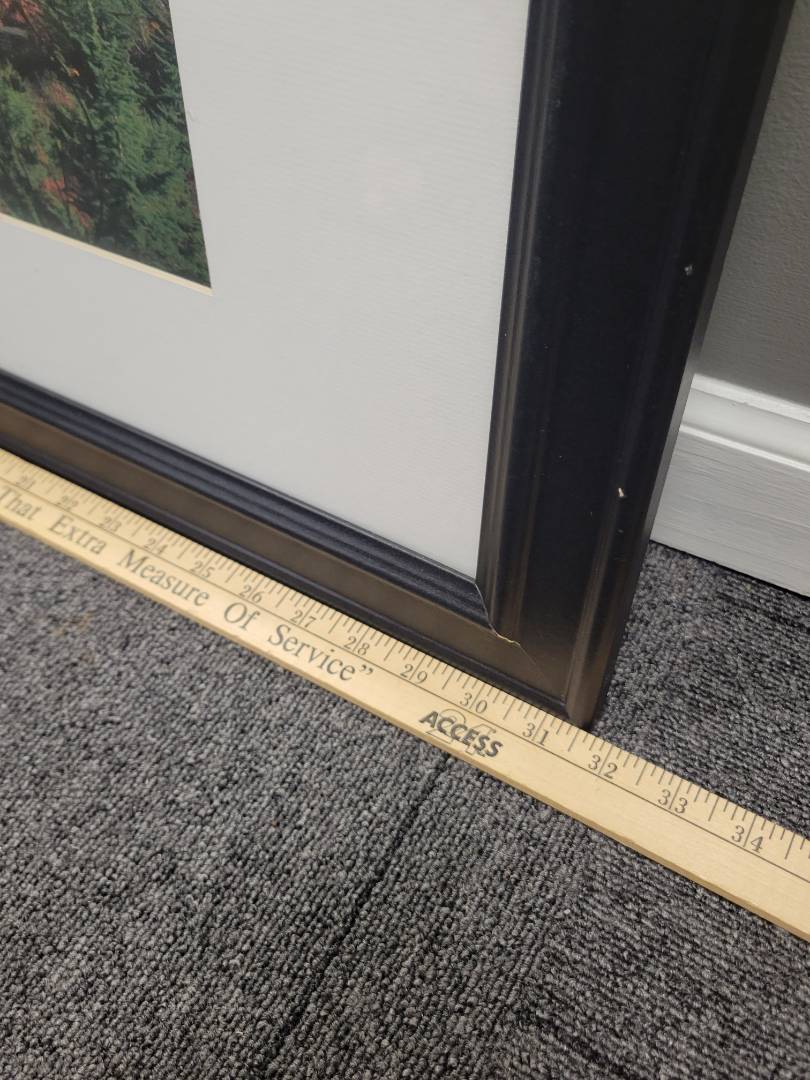 21 22 23 24 25 26 27 28 29 30 31 32 33 34
That Extra Measure Of Service"
ACCESS